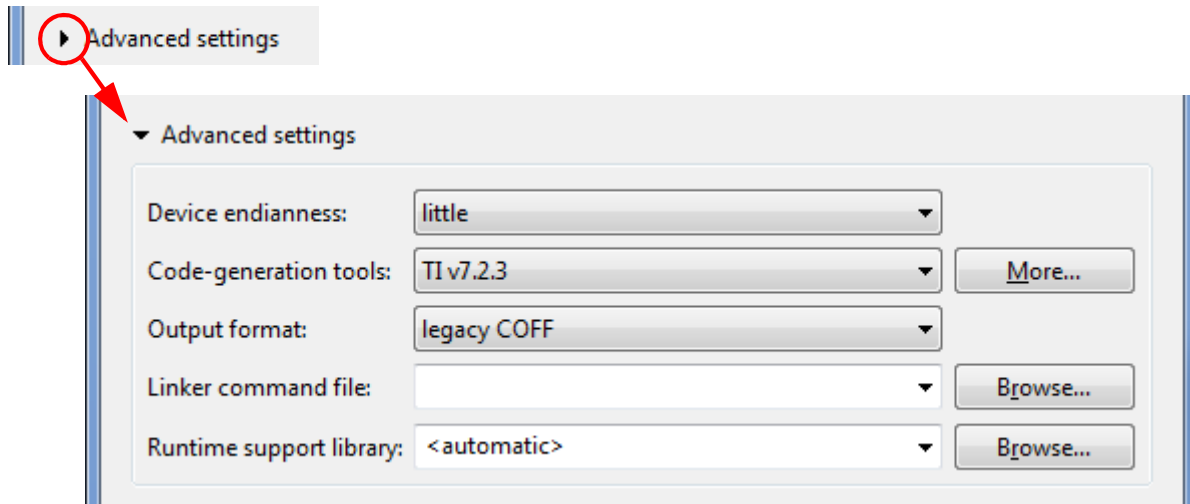 Advanced settings
Advanced settings
Device endianness: little
Code-generation tools: TI v7.2.3 More...
Output format: legacy COFF
Linker command file: Browse...
Runtime support library: <automatic> Browse...